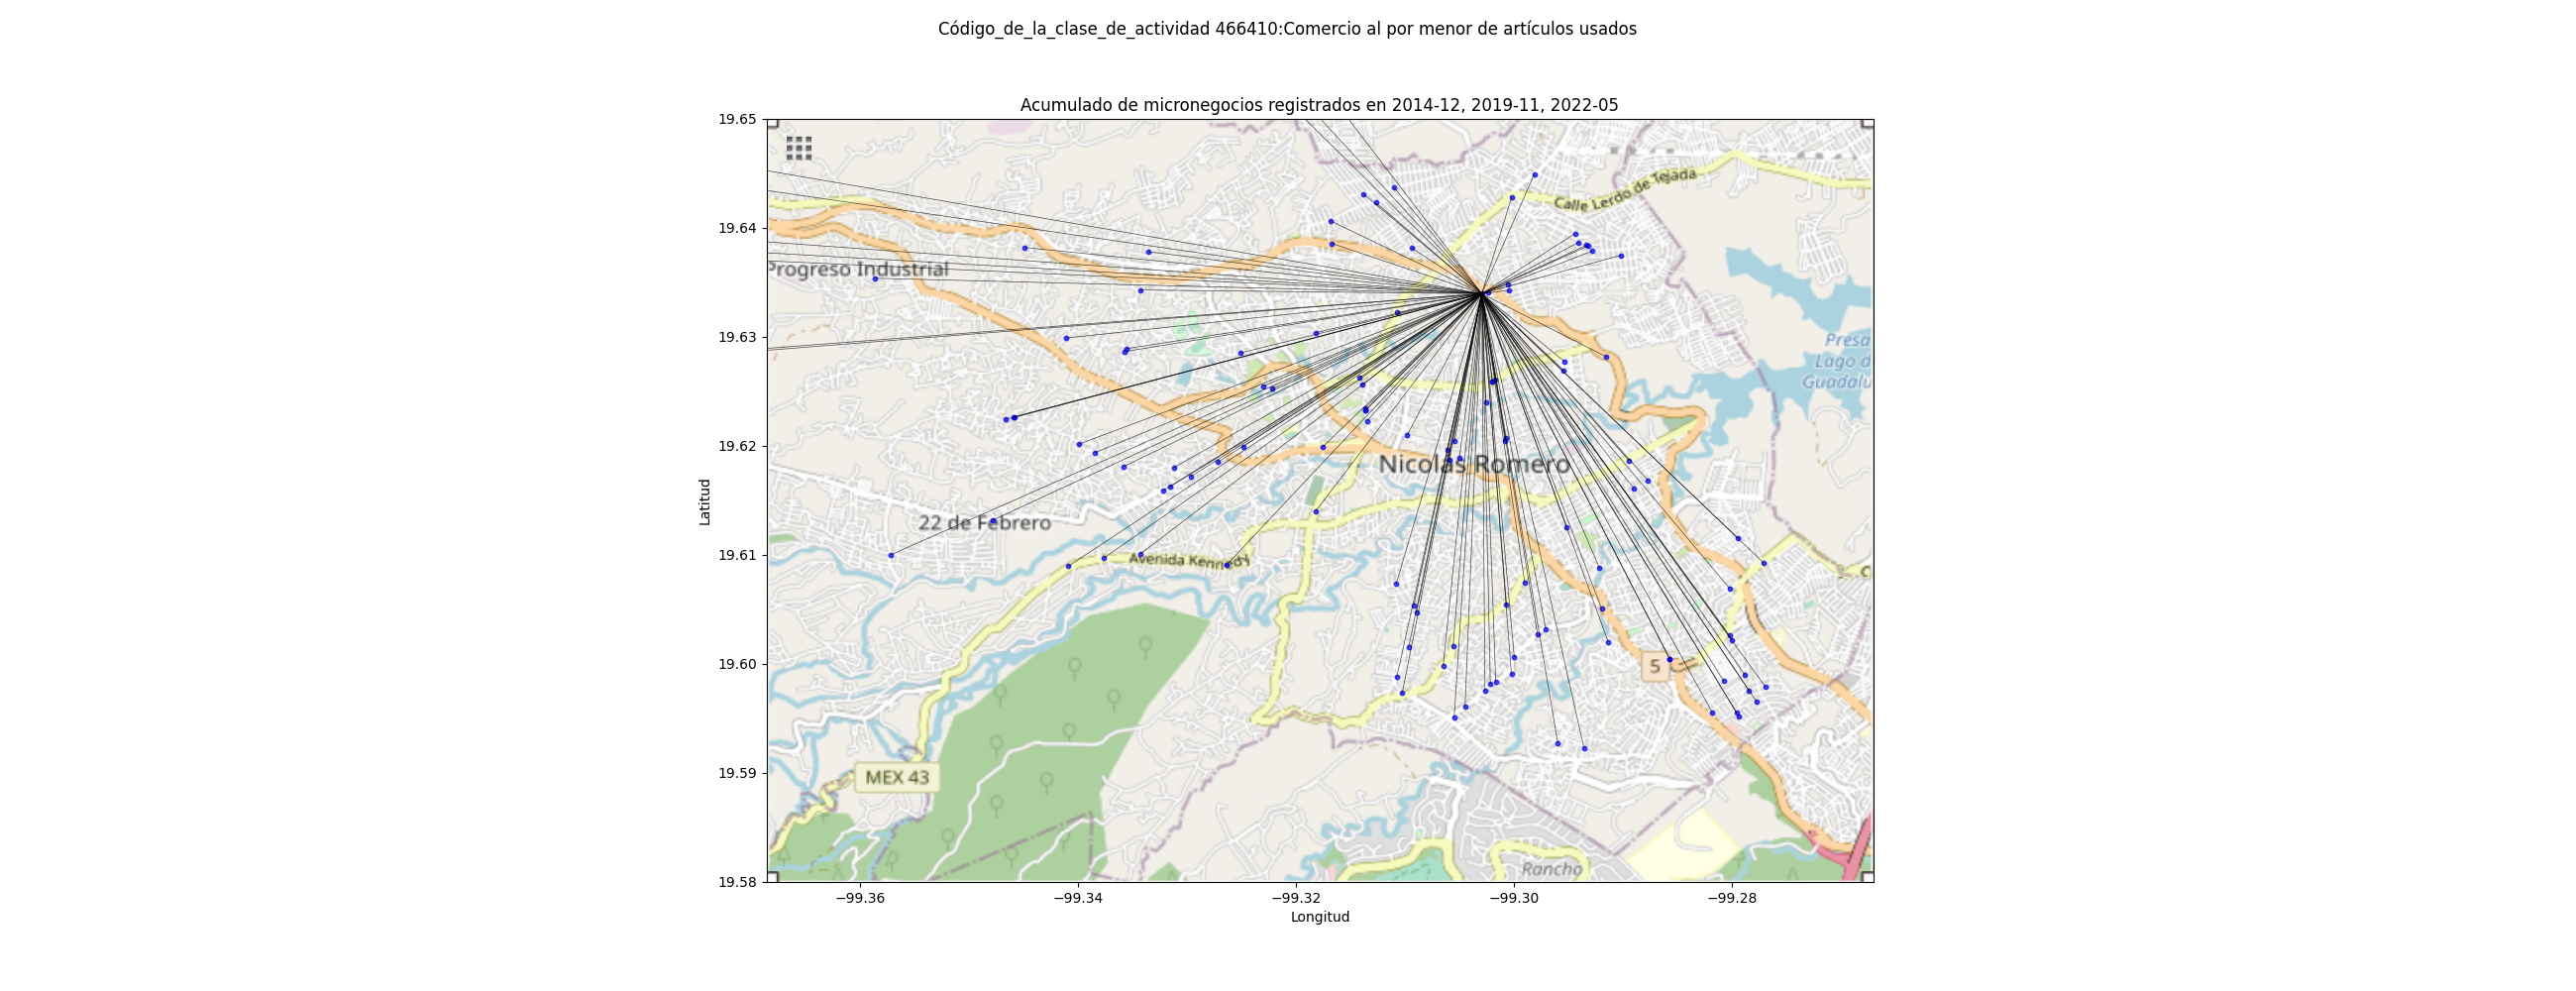 Código_de_la_clase_de_actividad 466410:Comercio al por menor de artículos usados
Acumulado de micronegocios registrados en 2014-12, 2019-11, 2022-05
19.65
19.64
19.63
19.62
19.61
19.60
19.59
19.58
Latitud
Calle Lerdo de Tejada
Progreso Industrial
Presa
Lago d
Guadalu
Nicolás Romero
22 de Febrero
Avenida Kennedy
C
5
MEX 43
Rancho
−99.36
−99.34
−99.32
−99.30
−99.28
Longitud